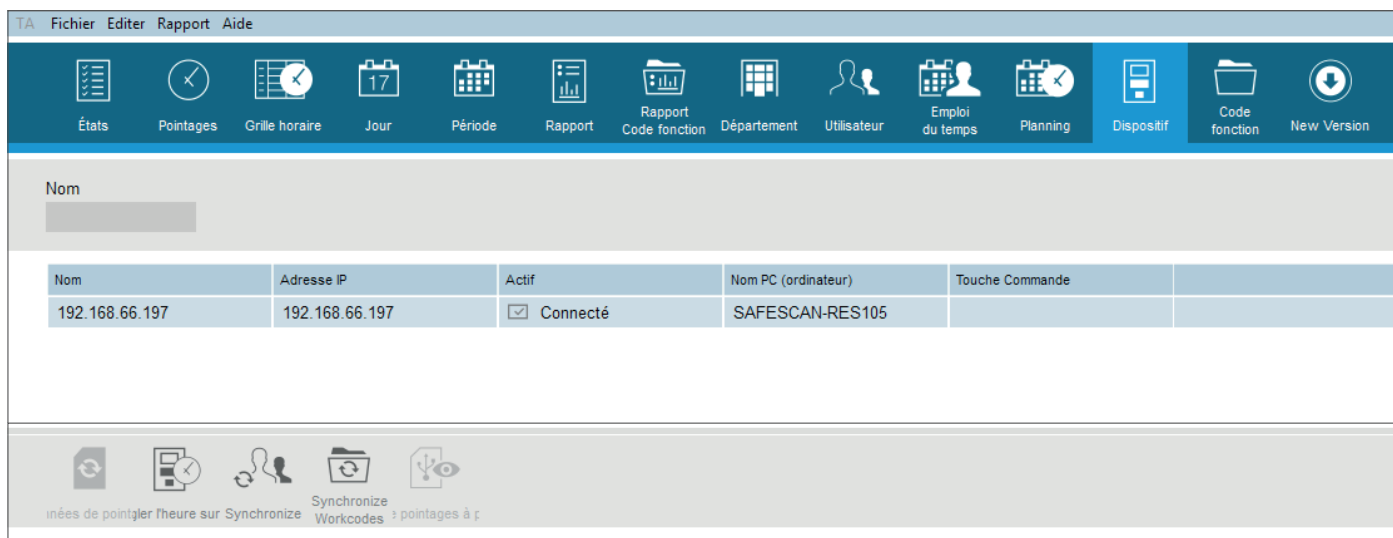 TA Fichier Editer Rapport Aide
17
États Pointages Grille horaire Jour Période Rapport Rapport Code fonction Département Utilisateur Emploi du temps Planning Dispositif Code fonction New Version
Nom
Nom Adresse IP Actif Nom PC (ordinateur) Touche Commande
192.168.66.197 192.168.66.197 Connecté SAFESCAN-RES105
nées de point gler l'heure sur Synchronize Synchronize Workcodes pointages à p